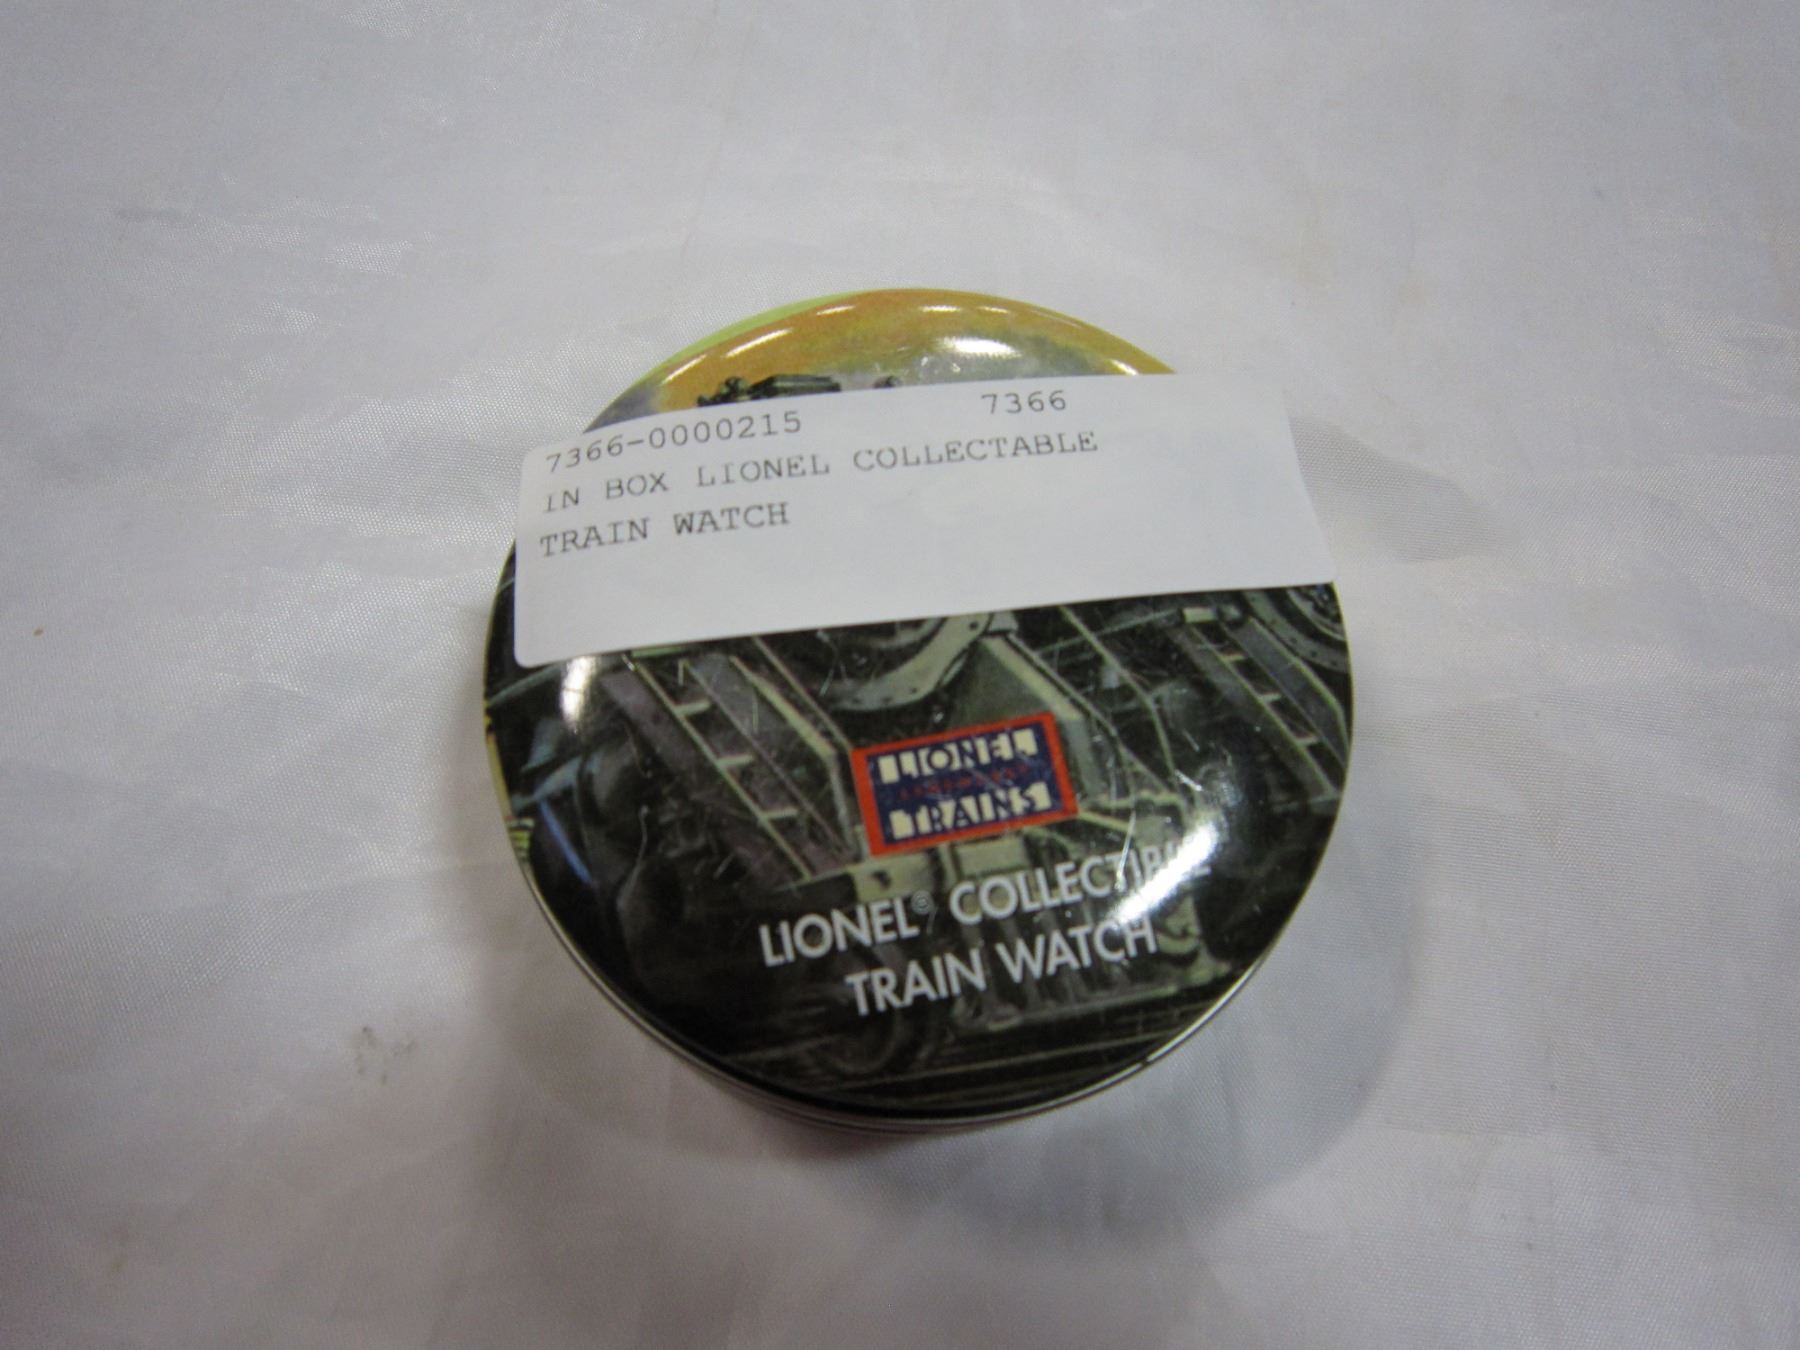 7366-0000215 7366
IN BOX LIONEL COLLECTABLE
TRAIN WATCH
LIONEL
TRAINS
LIONEL® COLLECTIBLE
TRAIN WATCH